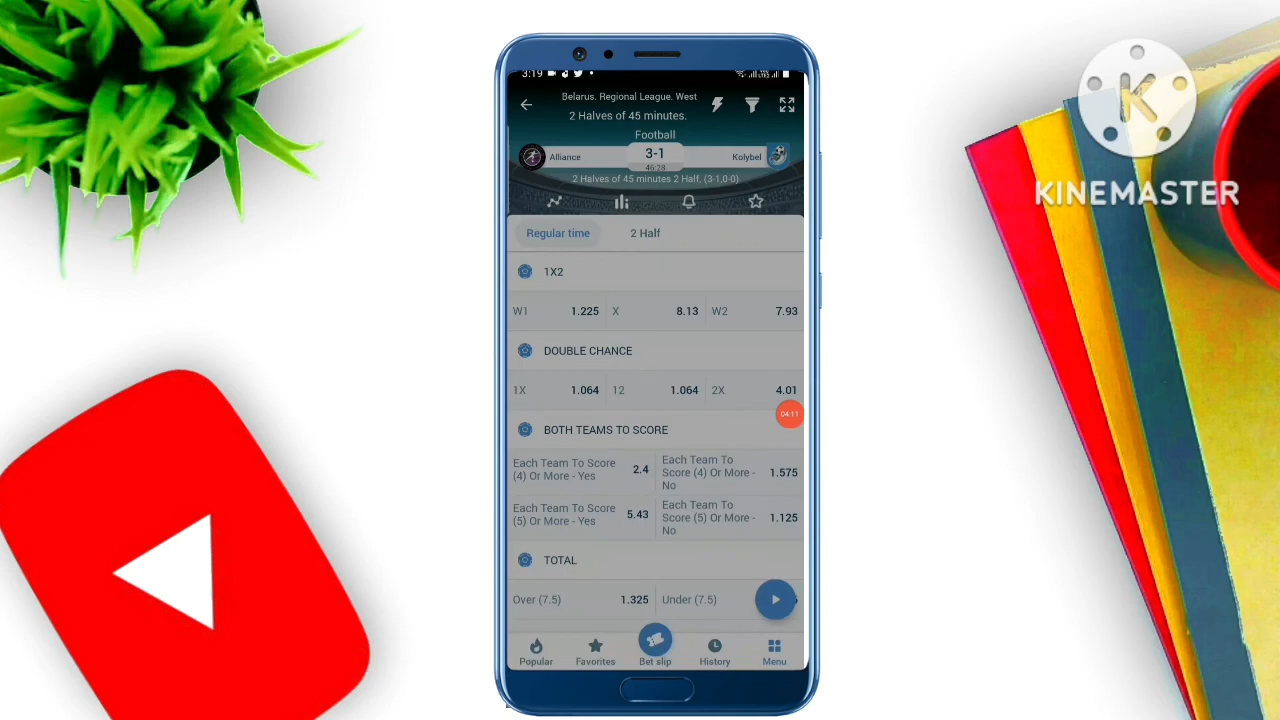 3:19
Belarus. Regional League. West
2 Halves of 45 minutes.
Football
Alliance 3-1 Kolybel
46:28
2 Halves of 45 minutes 2 Half, (3-1,0-0)
Regular time 2 Half
1X2
W1 1.225 X 8.13 W2 7.93
DOUBLE CHANCE
1X 1.064 12 1.064 2X 4.01
04:11
BOTH TEAMS TO SCORE
Each Team To Score
(4) Or More - Yes
2.4
Each Team To
Score (4) Or More -
No
1.575
Each Team To Score
(5) Or More - Yes
5.43
Each Team To
Score (5) Or More -
No
1.125
TOTAL
Over (7.5) 1.325 Under (7.5)
Popular Favorites Bet slip History Menu
K
KINEMASTER